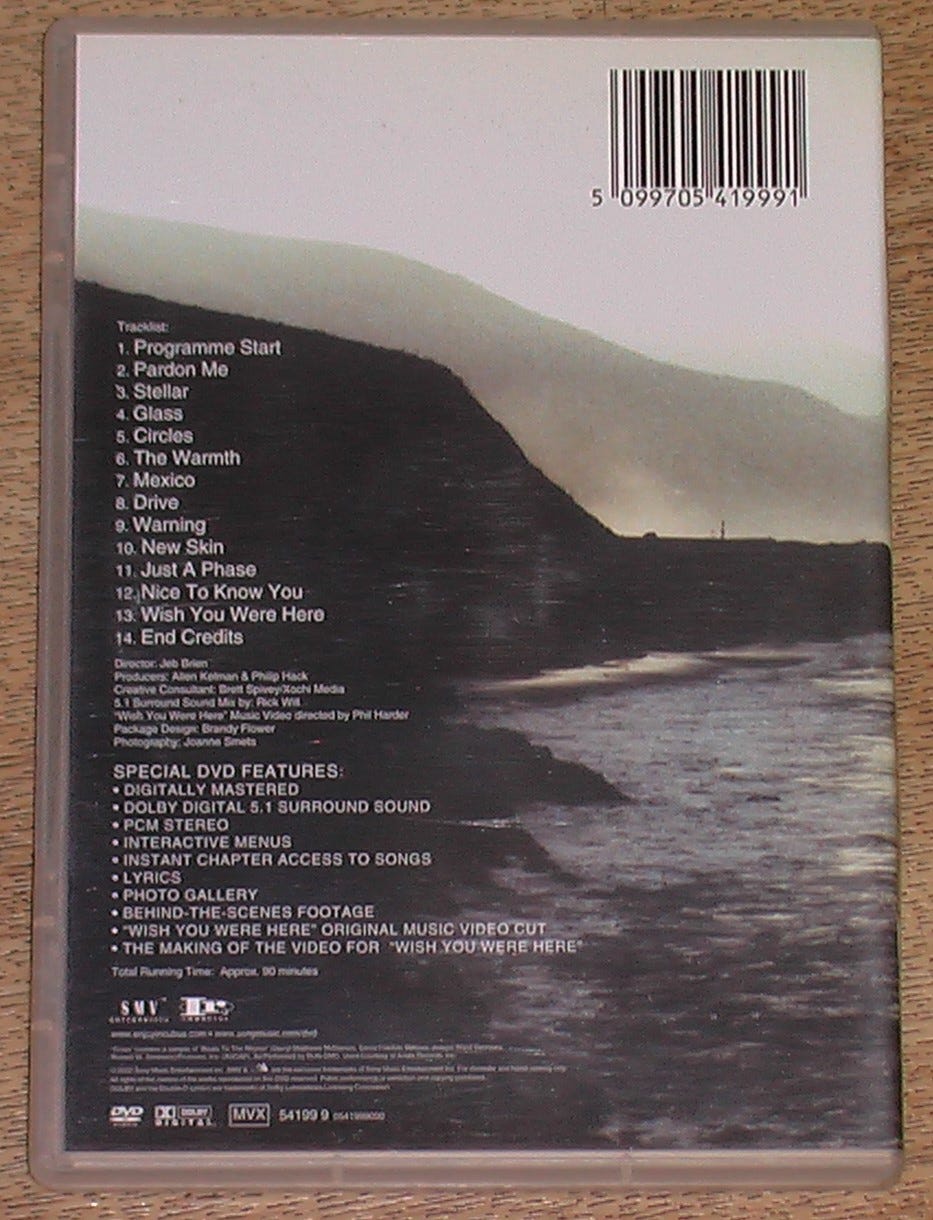 5 099705 419991
Tracklist:
1. Programme Start
2. Pardon Me
3. Stellar
4. Glass
5. Circles
6. The Warmth
7. Mexico
8. Drive
9. Warning
10. New Skin
11. Just A Phase
12. Nice To Know You
13. Wish You Were Here
14. End Credits
Director: Jeb Brien
Producers: Allen Kelman & Philip Hack
Creative Consultant: Brett Spivey/Xochi Media
5.1 Surround Sound Mix by: Rick Will
"Wish You Were Here" Music Video directed by Phil Harder
Package Design: Brandy Flower
Photography: Joanne Smets
SPECIAL DVD FEATURES:
• DIGITALLY MASTERED
• DOLBY DIGITAL 5.1 SURROUND SOUND
• PCM STEREO
• INTERACTIVE MENUS
• INSTANT CHAPTER ACCESS TO SONGS
• LYRICS
• PHOTO GALLERY
• BEHIND-THE-SCENES FOOTAGE
• "WISH YOU WERE HERE" ORIGINAL MUSIC VIDEO CUT
• THE MAKING OF THE VIDEO FOR "WISH YOU WERE HERE"
Total Running Time: Approx. 90 minutes
SMV
DVD DOLBY DIGITAL MVX 54199 9 0541999000